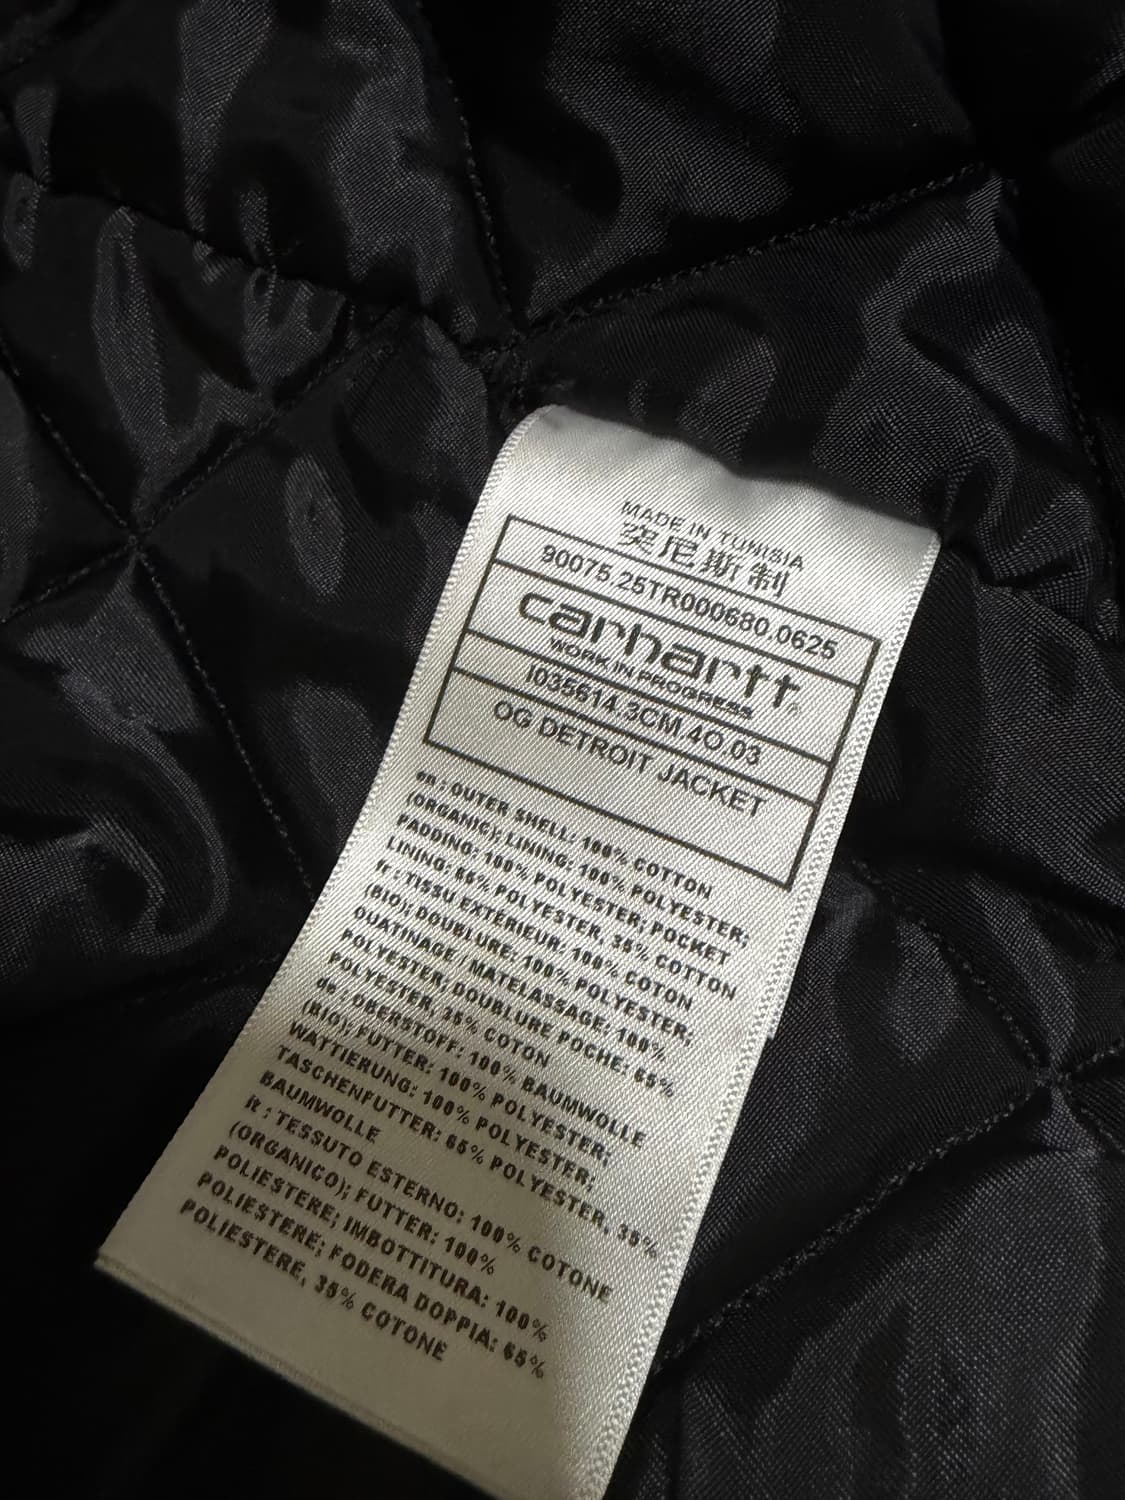 MADE IN TUNISIA
突尼斯制
90075.25TR000680.0625
carhartt®
WORK IN PROGRESS
I035614.3CM.4O.03
OG DETROIT JACKET
en : OUTER SHELL: 100% COTTON
(ORGANIC); LINING: 100% POLYESTER;
PADDING: 100% POLYESTER; POCKET
LINING: 65% POLYESTER, 35% COTTON
fr : TISSU EXTÉRIEUR: 100% COTON
(BIO); DOUBLURE: 100% POLYESTER;
OUATINAGE / MATELASSAGE: 100%
POLYESTER; DOUBLURE POCHE: 65%
POLYESTER, 35% COTON
de : OBERSTOFF: 100% BAUMWOLLE
(BIO); FUTTER: 100% POLYESTER;
WATTIERUNG: 100% POLYESTER;
TASCHENFUTTER: 65% POLYESTER, 35%
BAUMWOLLE
it : TESSUTO ESTERNO: 100% COTONE
(ORGANICO); FUTTER: 100%
POLIESTERE; IMBOTTITURA: 100%
POLIESTERE; FODERA DOPPIA: 65%
POLIESTERE, 35% COTONE